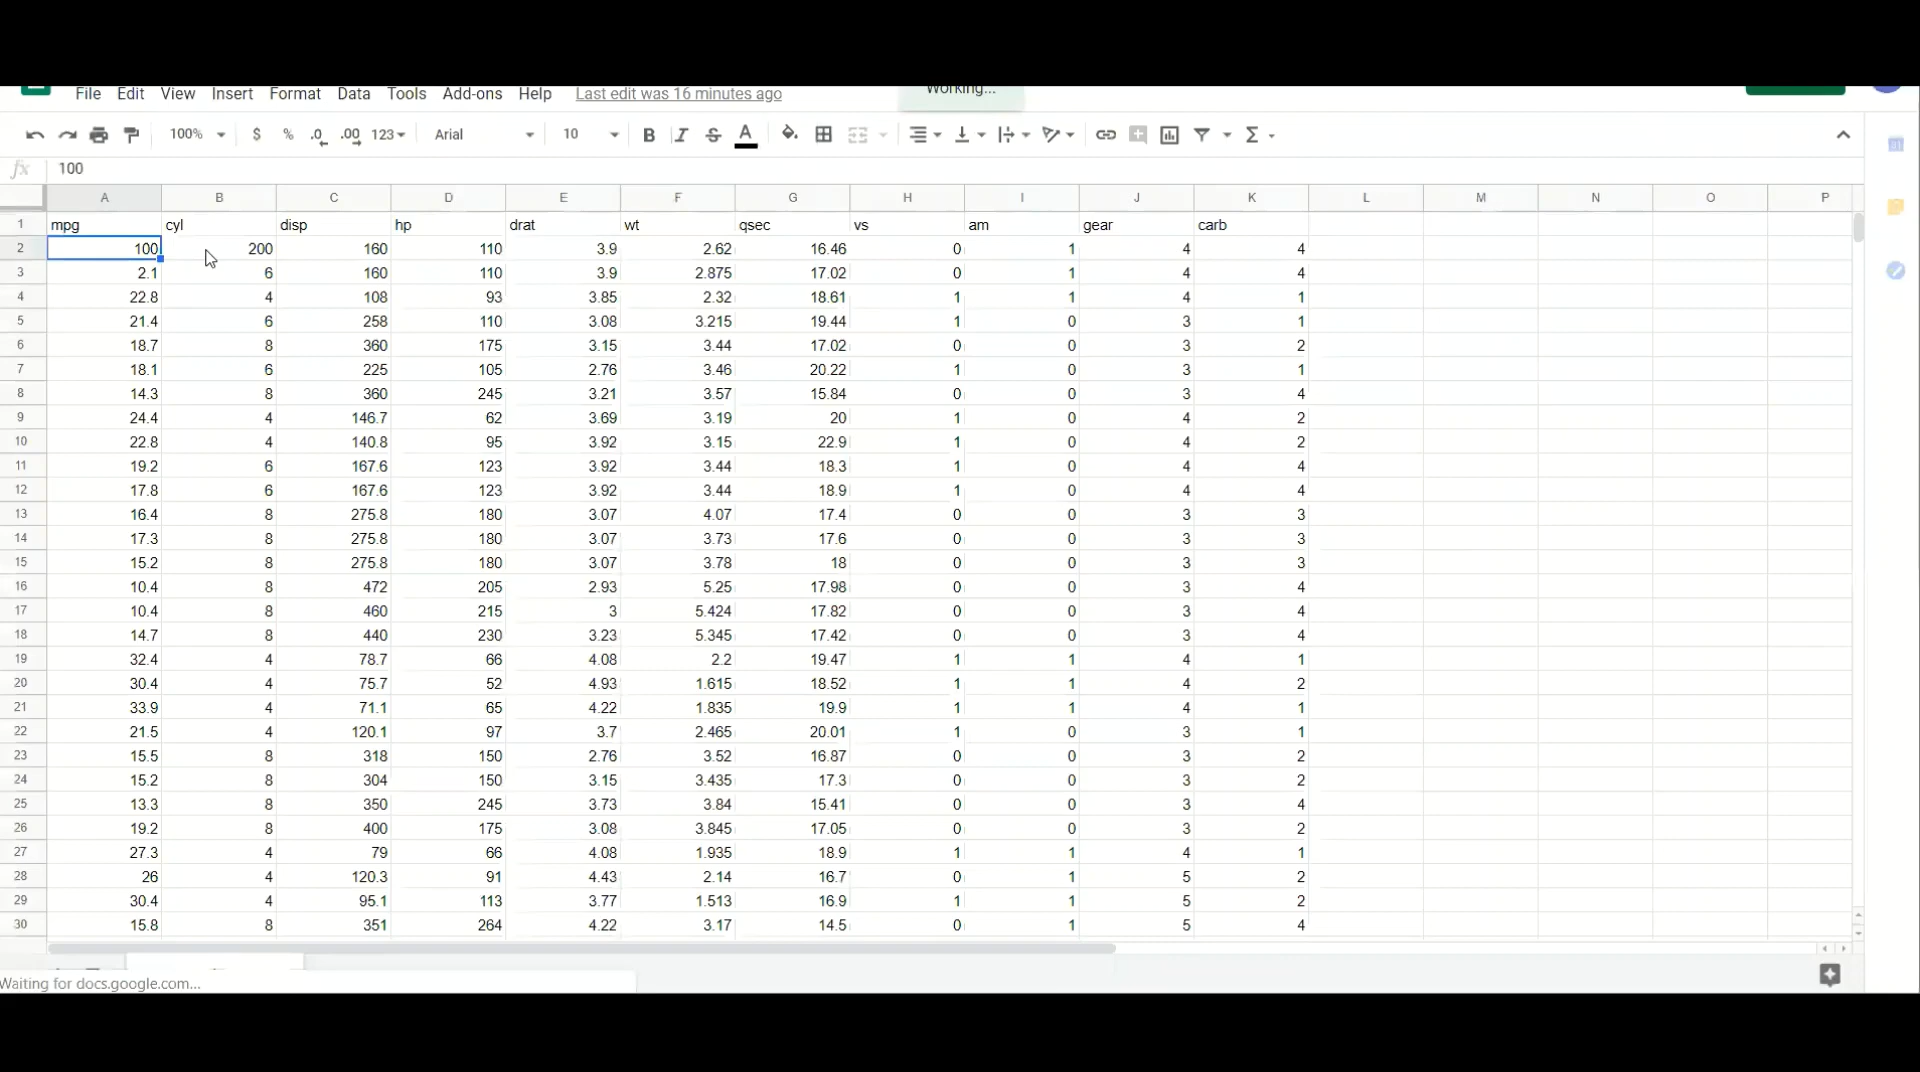 Working...
File Edit View Insert Format Data Tools Add-ons Help Last edit was 16 minutes ago
100% $ % .0 .00 123 Arial 10 B I S A Σ
fx 100
A B C D E F G H I J K L M N O P
1 mpg cyl disp hp drat wt qsec vs am gear carb
2 100 200 160 110 3.9 2.62 16.46 0 1 4 4
3 2.1 6 160 110 3.9 2.875 17.02 0 1 4 4
4 22.8 4 108 93 3.85 2.32 18.61 1 1 4 1
5 21.4 6 258 110 3.08 3.215 19.44 1 0 3 1
6 18.7 8 360 175 3.15 3.44 17.02 0 0 3 2
7 18.1 6 225 105 2.76 3.46 20.22 1 0 3 1
8 14.3 8 360 245 3.21 3.57 15.84 0 0 3 4
9 24.4 4 146.7 62 3.69 3.19 20 1 0 4 2
10 22.8 4 140.8 95 3.92 3.15 22.9 1 0 4 2
11 19.2 6 167.6 123 3.92 3.44 18.3 1 0 4 4
12 17.8 6 167.6 123 3.92 3.44 18.9 1 0 4 4
13 16.4 8 275.8 180 3.07 4.07 17.4 0 0 3 3
14 17.3 8 275.8 180 3.07 3.73 17.6 0 0 3 3
15 15.2 8 275.8 180 3.07 3.78 18 0 0 3 3
16 10.4 8 472 205 2.93 5.25 17.98 0 0 3 4
17 10.4 8 460 215 3 5.424 17.82 0 0 3 4
18 14.7 8 440 230 3.23 5.345 17.42 0 0 3 4
19 32.4 4 78.7 66 4.08 2.2 19.47 1 1 4 1
20 30.4 4 75.7 52 4.93 1.615 18.52 1 1 4 2
21 33.9 4 71.1 65 4.22 1.835 19.9 1 1 4 1
22 21.5 4 120.1 97 3.7 2.465 20.01 1 0 3 1
23 15.5 8 318 150 2.76 3.52 16.87 0 0 3 2
24 15.2 8 304 150 3.15 3.435 17.3 0 0 3 2
25 13.3 8 350 245 3.73 3.84 15.41 0 0 3 4
26 19.2 8 400 175 3.08 3.845 17.05 0 0 3 2
27 27.3 4 79 66 4.08 1.935 18.9 1 1 4 1
28 26 4 120.3 91 4.43 2.14 16.7 0 1 5 2
29 30.4 4 95.1 113 3.77 1.513 16.9 1 1 5 2
30 15.8 8 351 264 4.22 3.17 14.5 0 1 5 4
Waiting for docs.google.com...